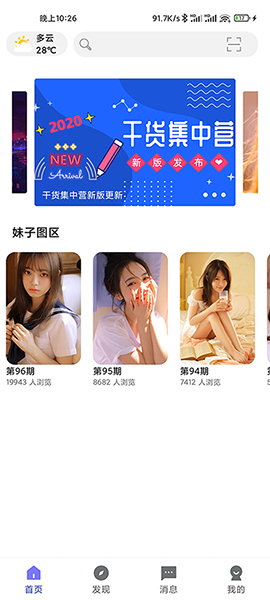 晚上10:26
91.7K/s
67
多云
28℃
2020
NEW
Arrival
干货集中营
新版发布
干货集中营新版更新
妹子图区
第96期
第95期
第94期
19943 人浏览
8682 人浏览
7412 人浏览
首页
发现
消息
我的